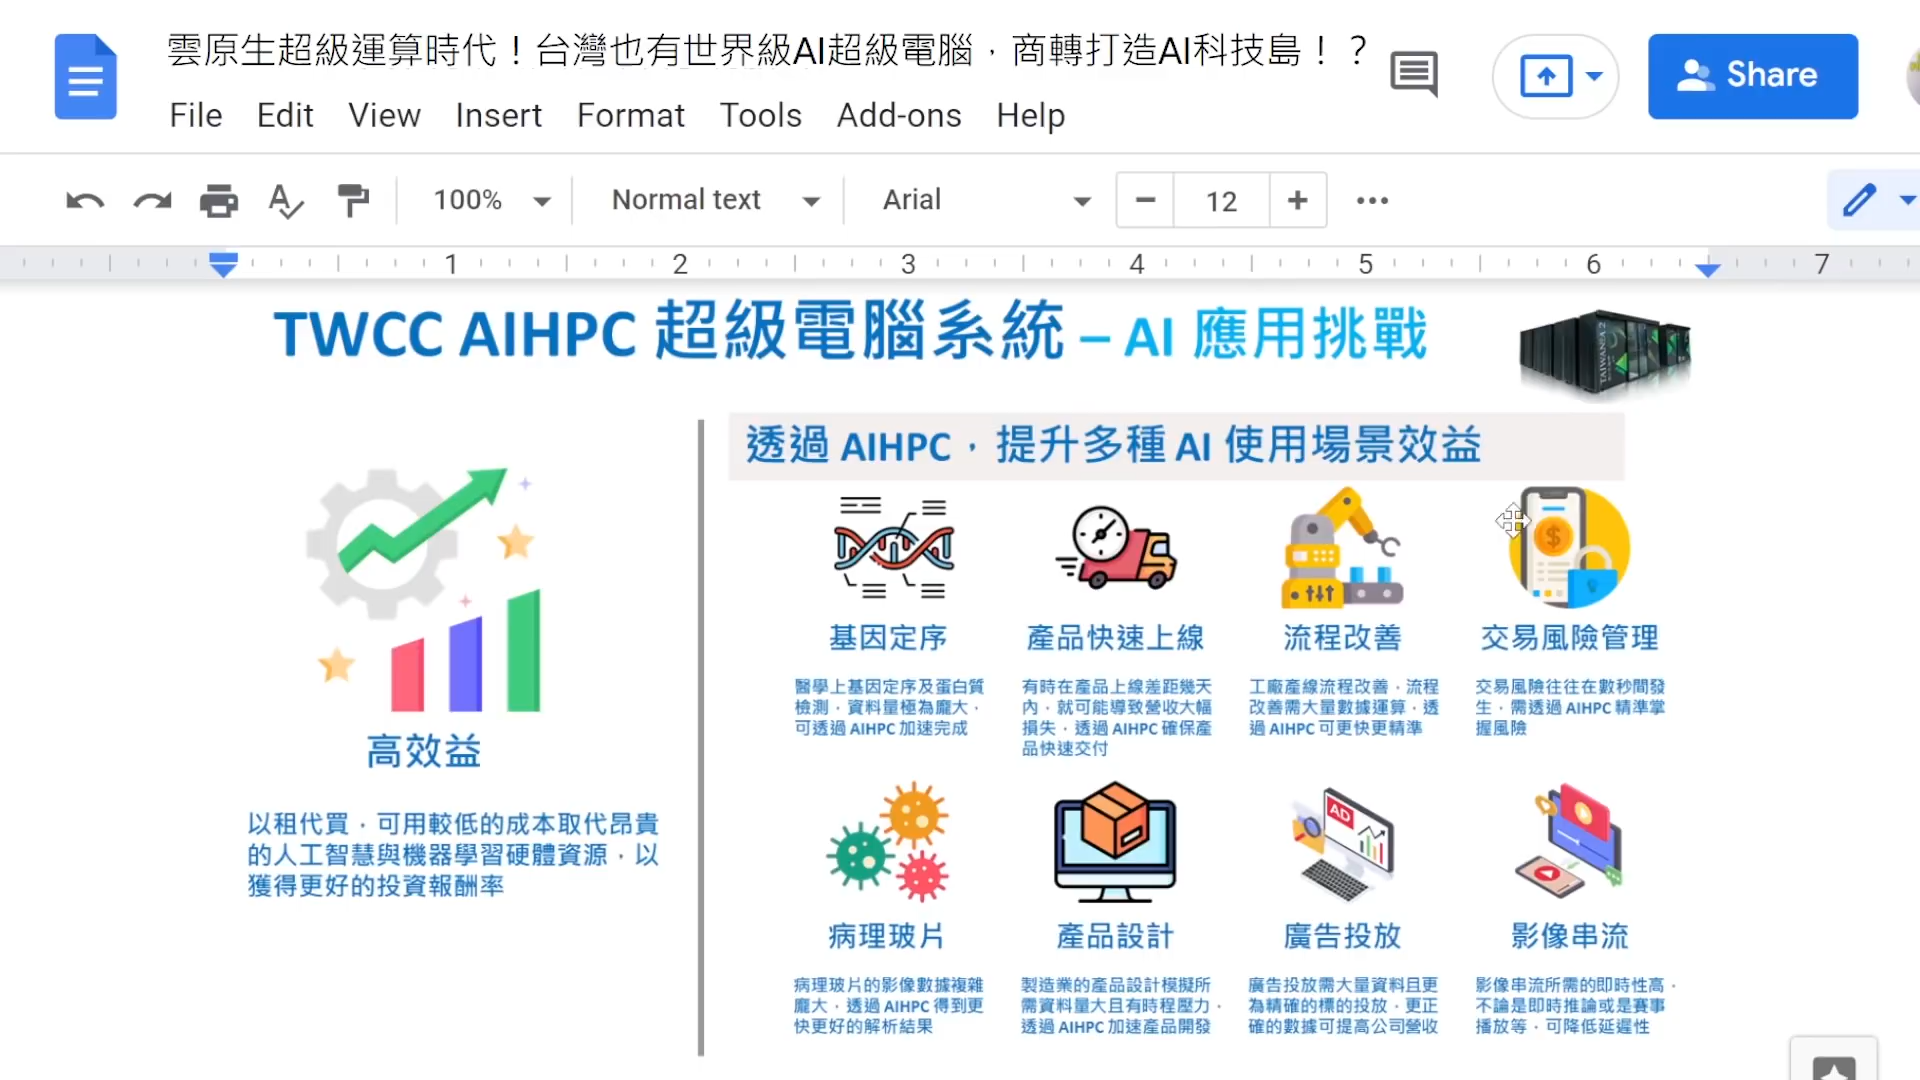 雲原生超級運算時代！台灣也有世界級AI超級電腦，商轉打造AI科技島！？
Share
File Edit View Insert Format Tools Add-ons Help
100% Normal text Arial 12
1 2 3 4 5 6 7
TWCC AIHPC 超級電腦系統 – AI 應用挑戰
TAIWANIA 2
透過 AIHPC，提升多種 AI 使用場景效益
高效益
以租代買，可用較低的成本取代昂貴
的人工智慧與機器學習硬體資源，以
獲得更好的投資報酬率
基因定序
醫學上基因定序及蛋白質
檢測，資料量極為龐大，
可透過 AIHPC 加速完成
產品快速上線
有時在產品上線差距幾天
內，就可能導致營收大幅
損失，透過 AIHPC 確保產
品快速交付
流程改善
工廠產線流程改善，流程
改善需大量數據運算，透
過 AIHPC 可更快更精準
交易風險管理
交易風險往往在數秒間發
生，需透過 AIHPC 精準掌
握風險
病理玻片
病理玻片的影像數據複雜
龐大，透過 AIHPC 得到更
快更好的解析結果
產品設計
製造業的產品設計模擬所
需資料量大且有時程壓力，
透過 AIHPC 加速產品開發
AD
廣告投放
廣告投放需大量資料且更
為精確的標的投放，更正
確的數據可提高公司營收
影像串流
影像串流所需的即時性高，
不論是即時推論或是賽事
播放等，可降低延遲性